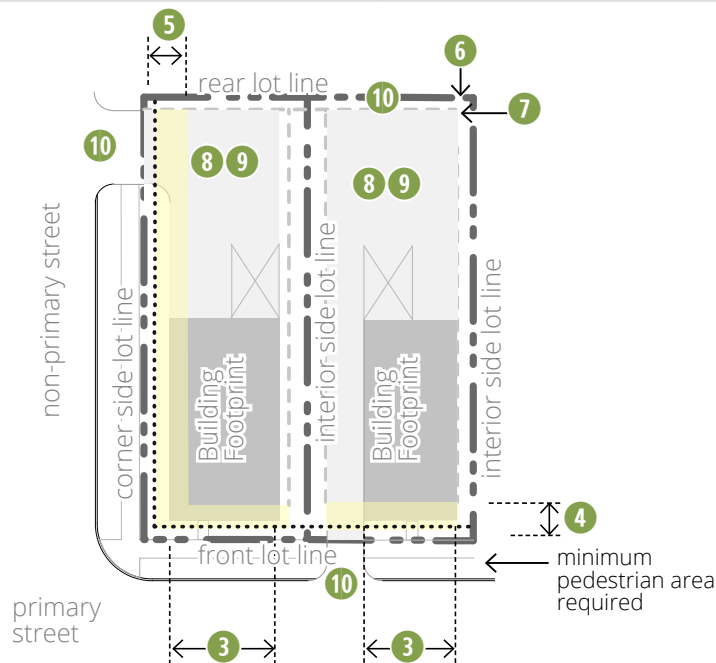 5
6
rear lot line
10
7
10
8 9
8 9
non-primary street
corner side lot line
interior side lot line
interior side lot line
Building
Footprint
Building
Footprint
4
front lot line
10
minimum
pedestrian area
required
primary
street
3
3